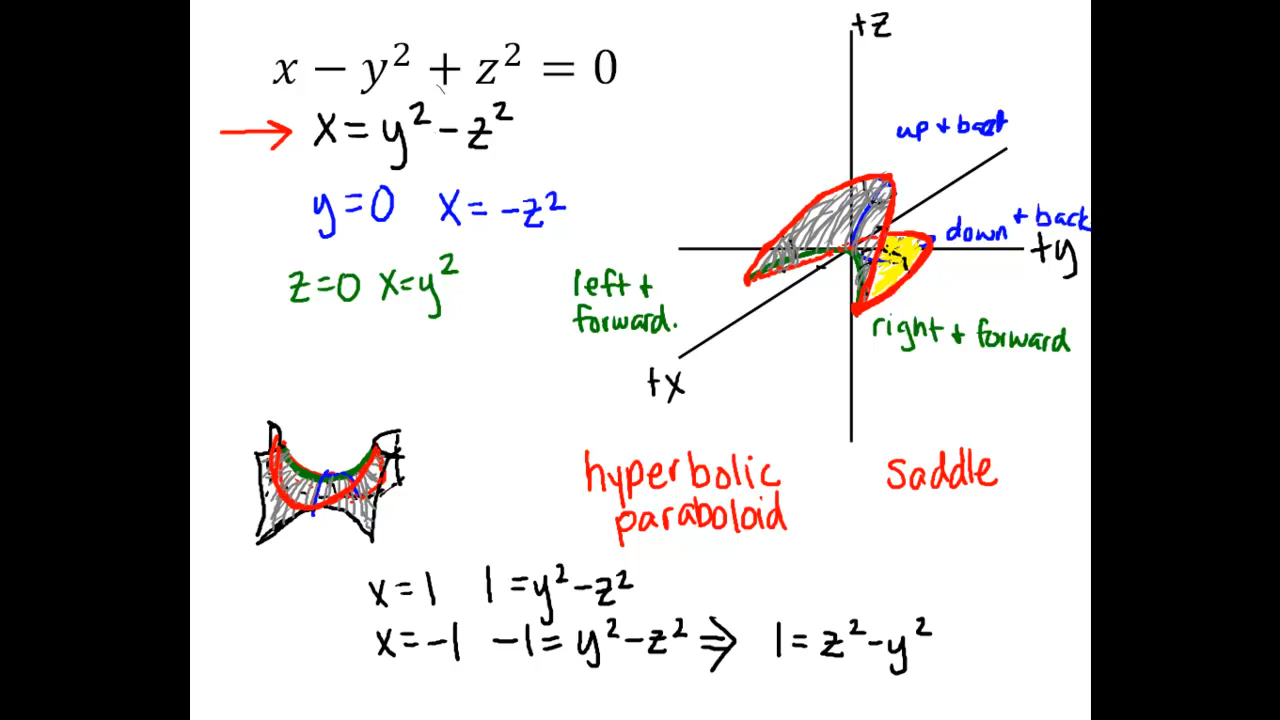 x − y² + z² = 0
→ x = y² − z²
y = 0 x = −z²
z = 0 x = y²
+z
up + back
down + back
+y
left +
forward.
right + forward
+x
hyperbolic
paraboloid
saddle
x = 1 1 = y² − z²
x = −1 −1 = y² − z² ⇒ 1 = z² − y²